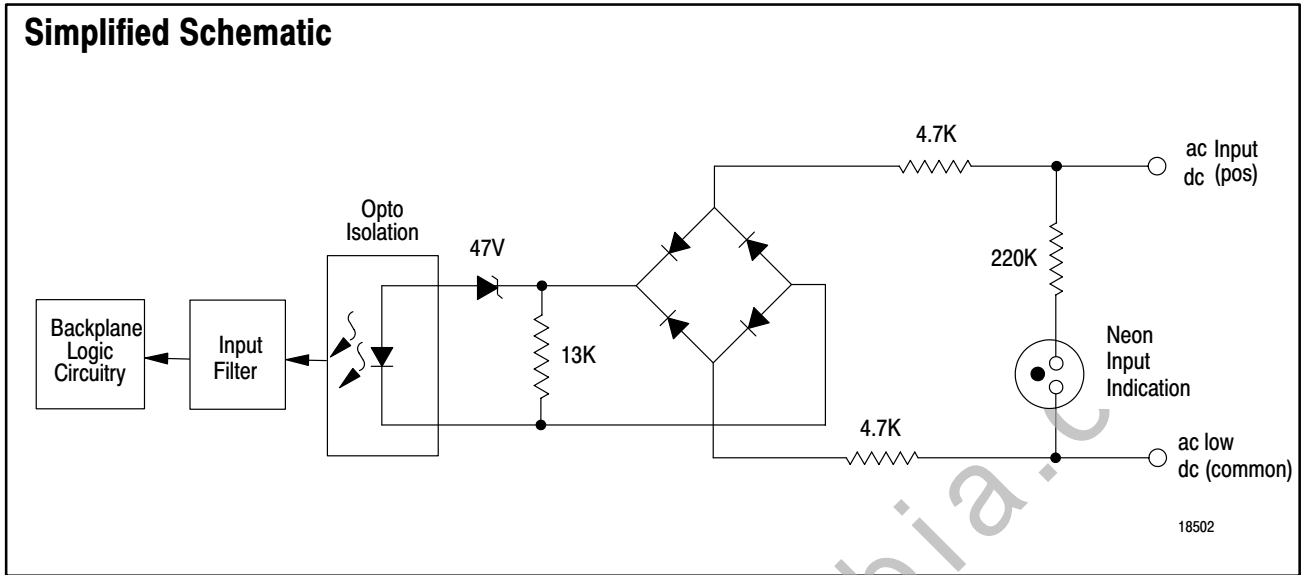 Simplified Schematic
4.7K
ac Input
dc (pos)
Opto
Isolation
47V
220K
Backplane
Logic
Circuitry
Input
Filter
13K
Neon
Input
Indication
4.7K
ac low
dc (common)
18502
bia.c